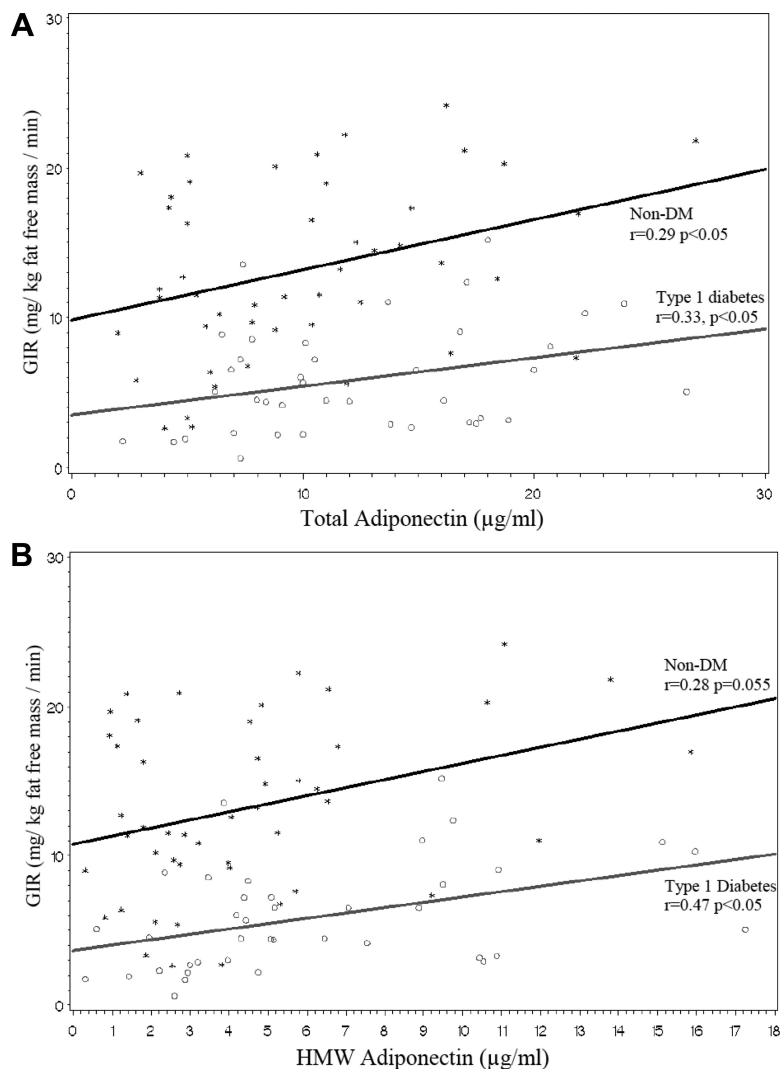 A
30
20
10
0
GIR (mg/ kg fat free mass / min)
Non-DM
r=0.29 p<0.05
Type 1 diabetes
r=0.33, p<0.05
0 10 20 30
Total Adiponectin (µg/ml)
B
30
20
10
0
GIR (mg/ kg fat free mass / min)
Non-DM
r=0.28 p=0.055
Type 1 Diabetes
r=0.47 p<0.05
0 1 2 3 4 5 6 7 8 9 10 11 12 13 14 15 16 17 18
HMW Adiponectin (µg/ml)